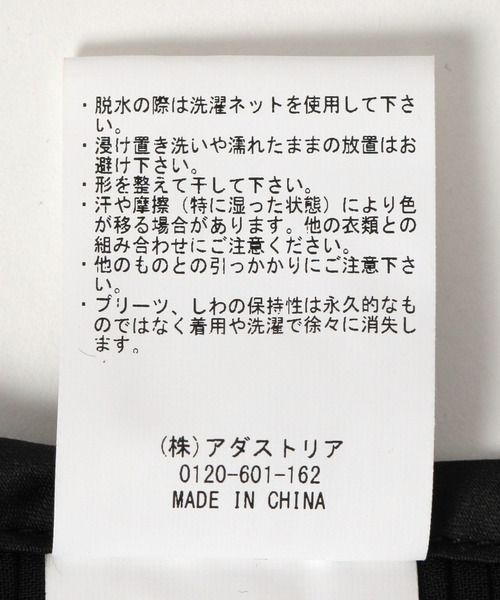 ・脱水の際は洗濯ネットを使用して下さ
い。
・浸け置き洗いや濡れたままの放置はお
避け下さい。
・形を整えて干して下さい。
・汗や摩擦（特に湿った状態）により色
が移る場合があります。他の衣類との
組み合わせにご注意ください。
・他のものとの引っかかりにご注意下さ
い。
・プリーツ、しわの保持性は永久的なも
のではなく着用や洗濯で徐々に消失し
ます。
(株)アダストリア
0120-601-162
MADE IN CHINA